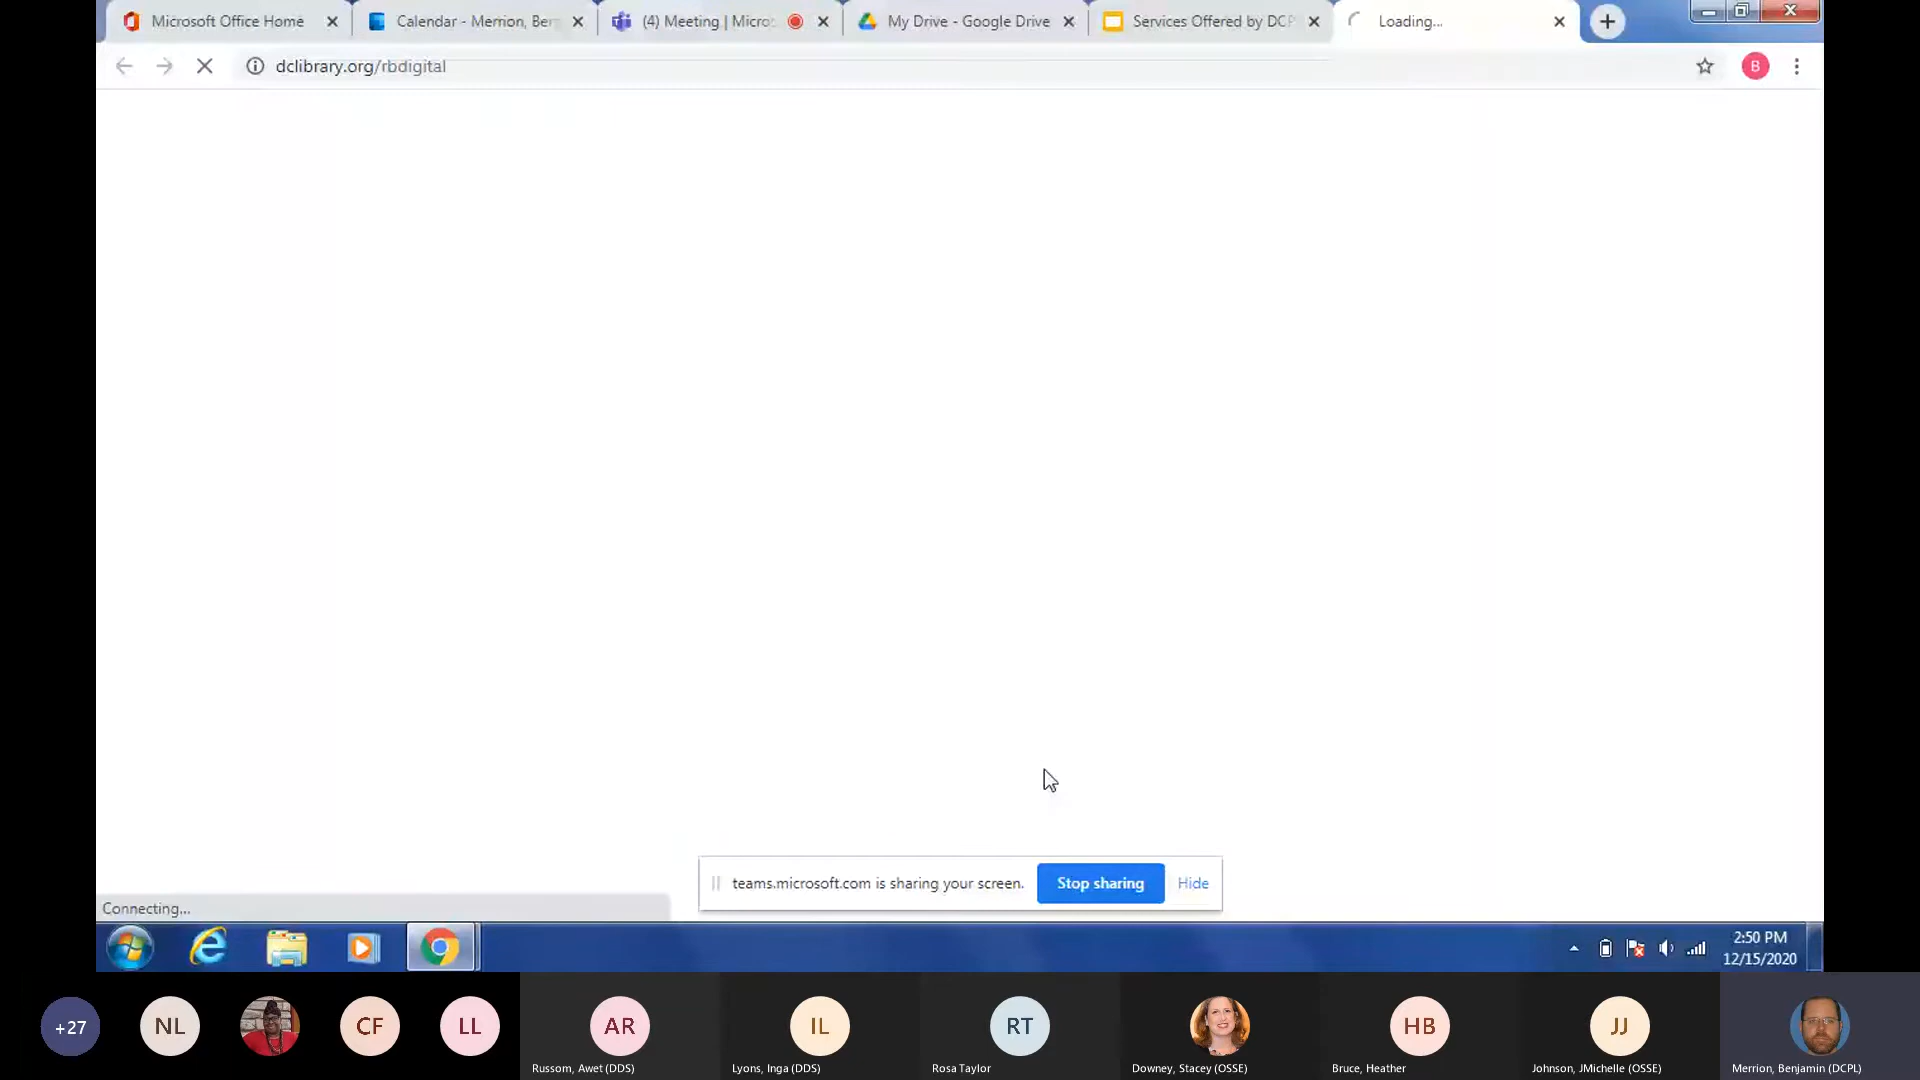 Microsoft Office Home
Calendar - Merrion, Ben
(4) Meeting | Micros
My Drive - Google Drive
Services Offered by DCP
Loading...
dclibrary.org/rbdigital
B
teams.microsoft.com is sharing your screen.
Stop sharing
Hide
Connecting...
2:50 PM
12/15/2020
+27
NL
CF
LL
AR
IL
RT
HB
JJ
Russom, Awet (DDS)
Lyons, Inga (DDS)
Rosa Taylor
Downey, Stacey (OSSE)
Bruce, Heather
Johnson, JMichelle (OSSE)
Merrion, Benjamin (DCPL)